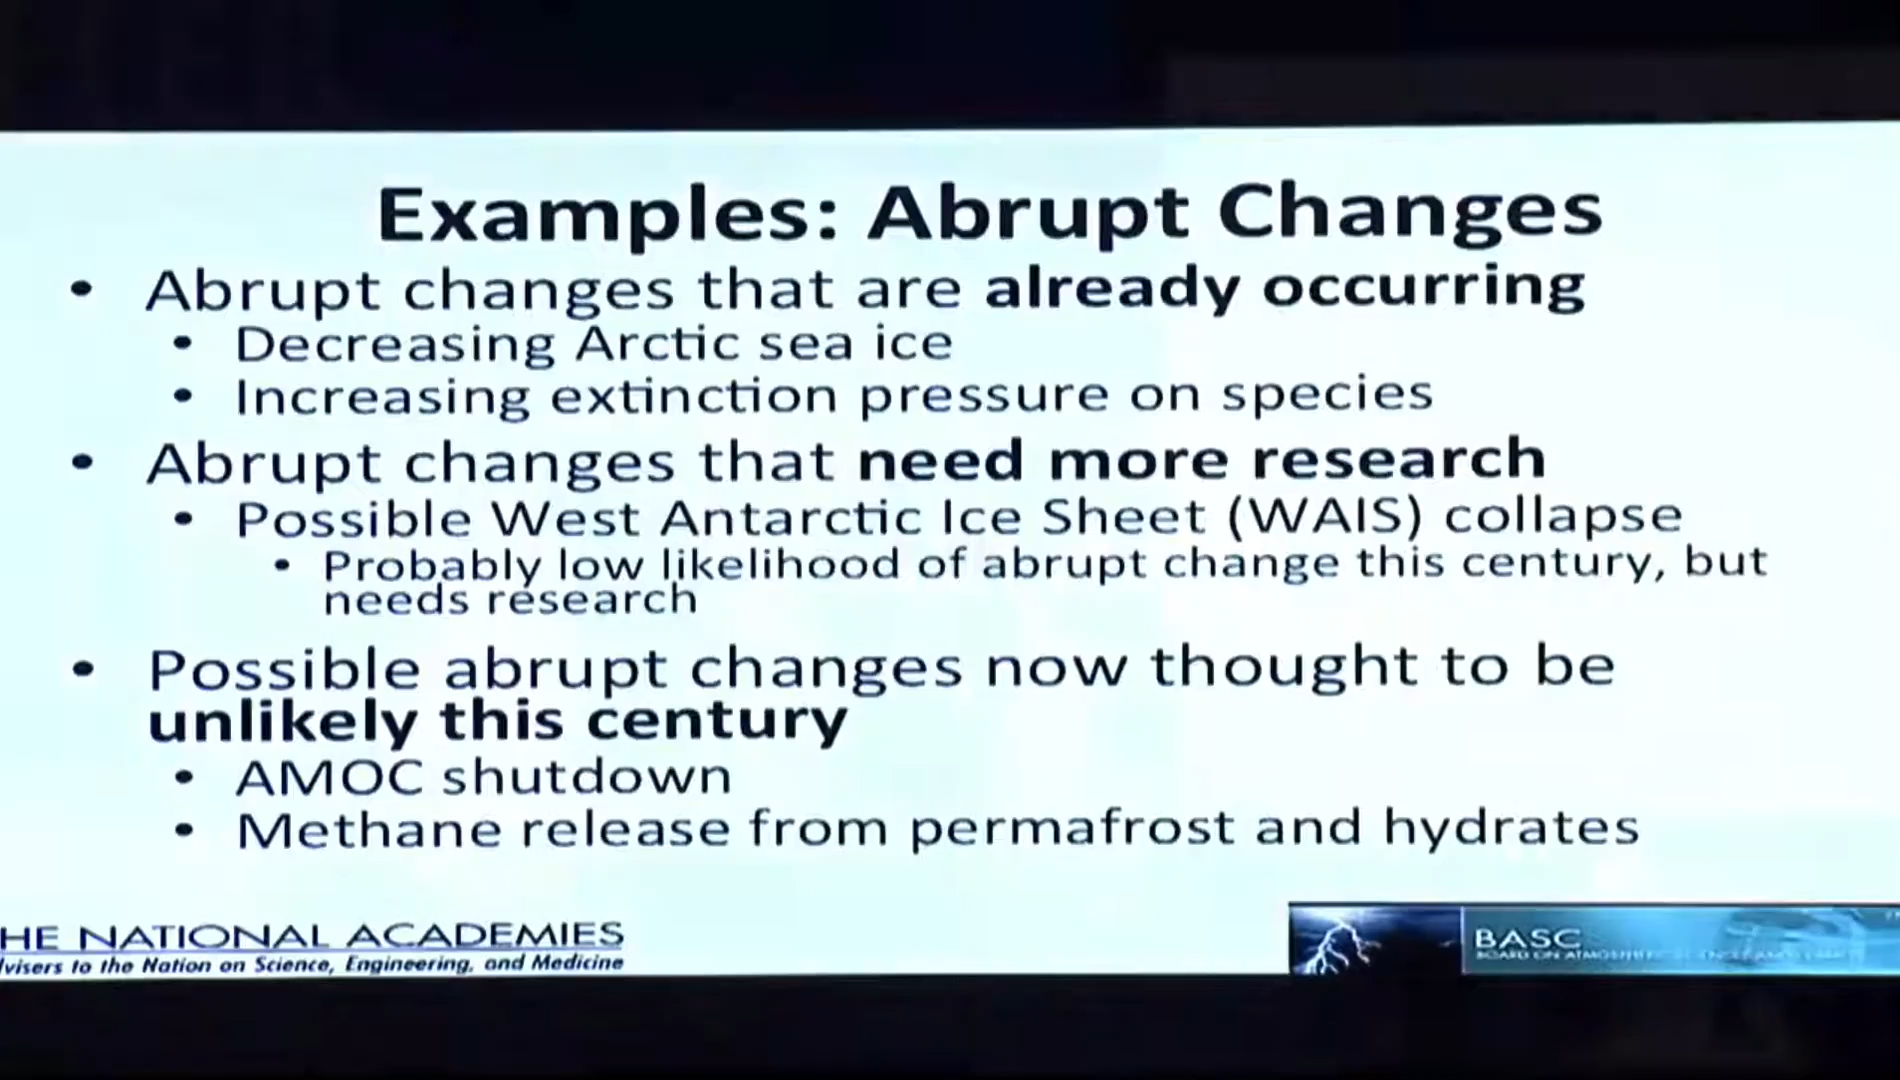 Examples: Abrupt Changes
• Abrupt changes that are already occurring
• Decreasing Arctic sea ice
• Increasing extinction pressure on species
• Abrupt changes that need more research
• Possible West Antarctic Ice Sheet (WAIS) collapse
• Probably low likelihood of abrupt change this century, but
needs research
• Possible abrupt changes now thought to be
unlikely this century
• AMOC shutdown
• Methane release from permafrost and hydrates
HE NATIONAL ACADEMIES
visers to the Nation on Science, Engineering, and Medicine
BASC
BOARD ON